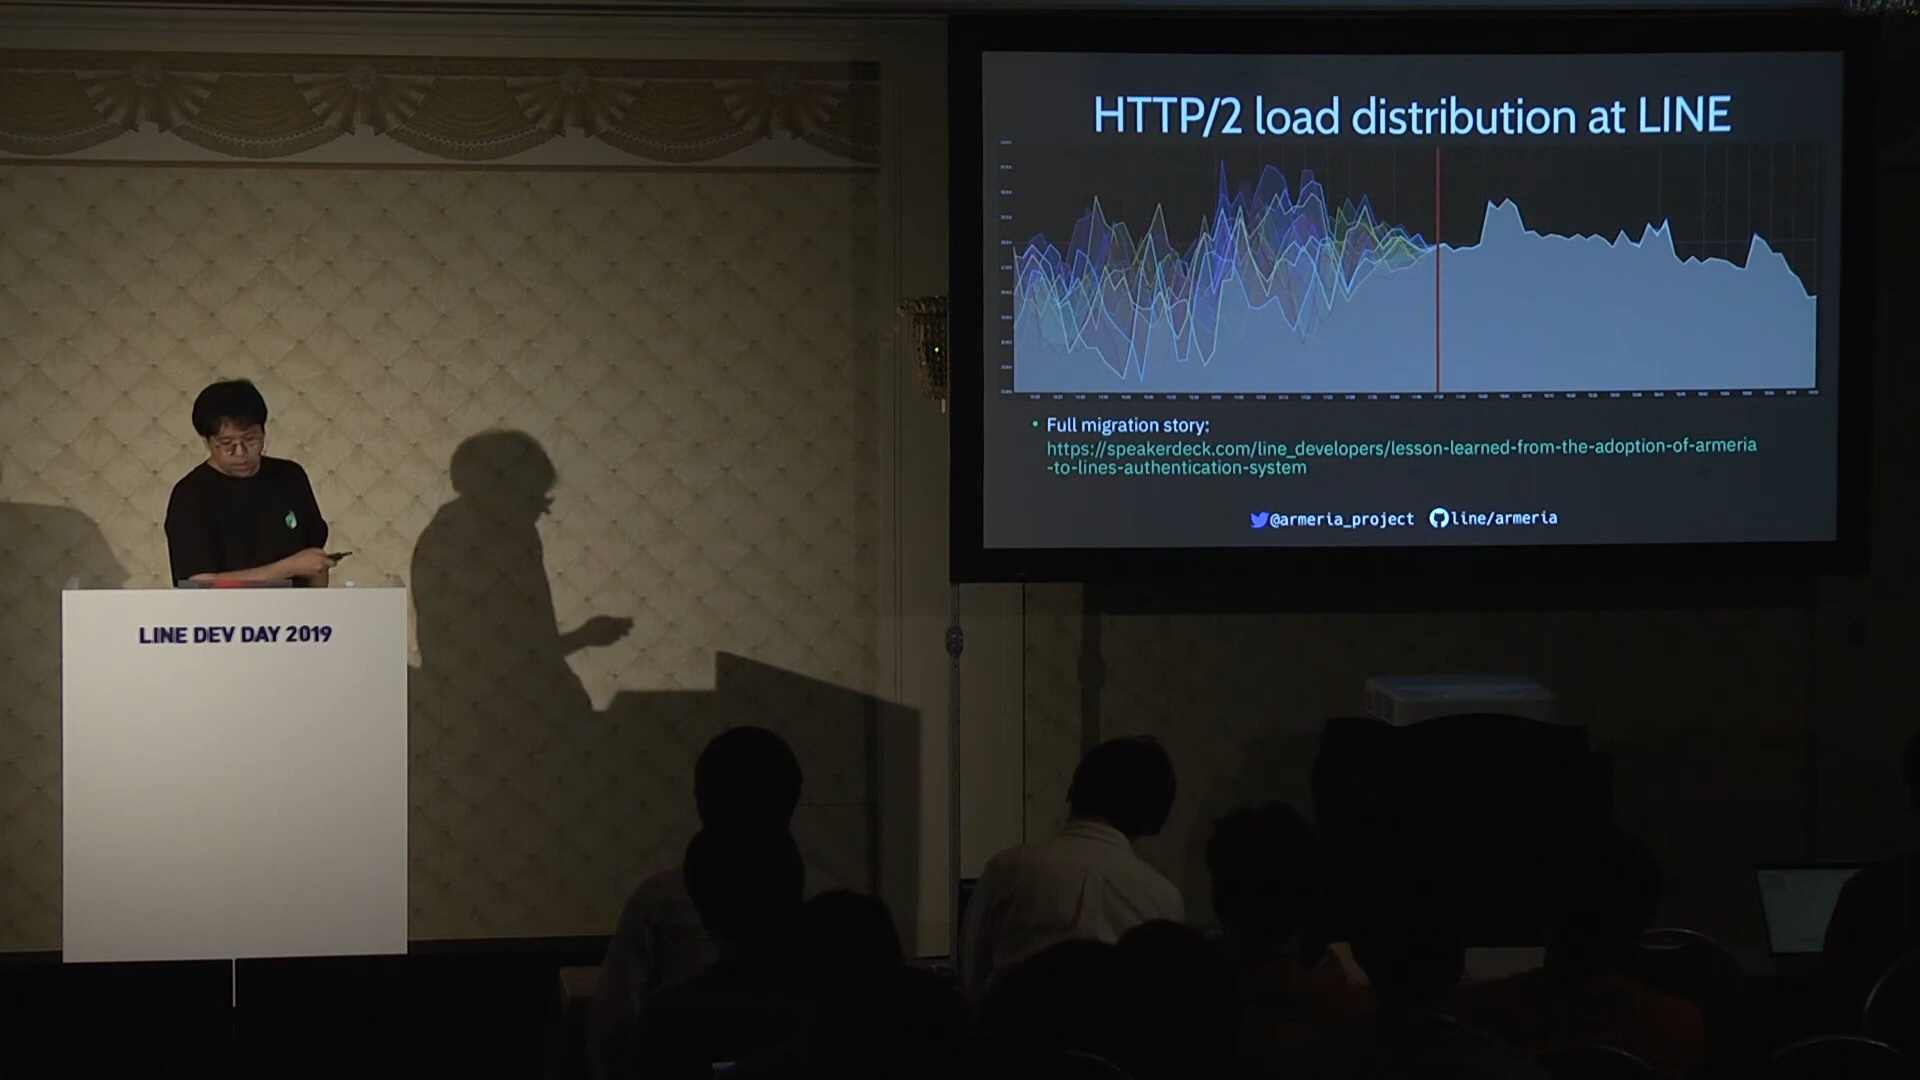 HTTP/2 load distribution at LINE
• Full migration story:
https://speakerdeck.com/line_developers/lesson-learned-from-the-adoption-of-armeria
-to-lines-authentication-system
@armeria_project line/armeria
LINE DEV DAY 2019